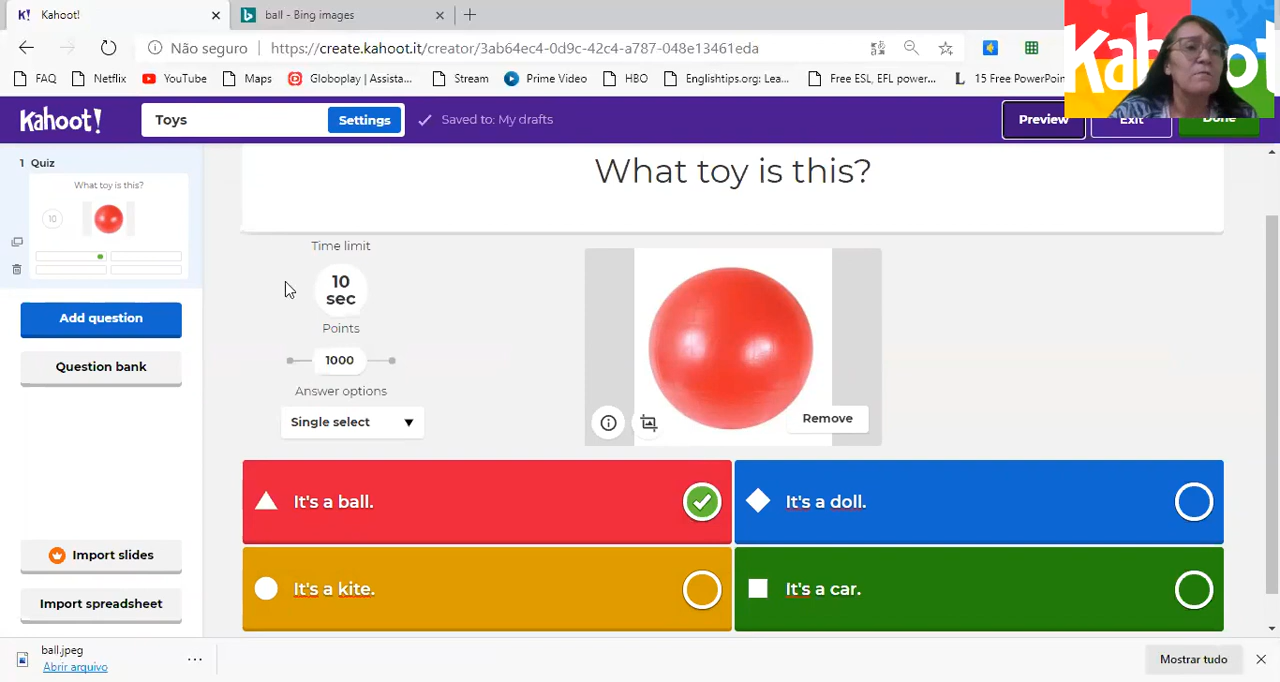 K! Kahoot!
ball - Bing images
Não seguro https://create.kahoot.it/creator/3ab64ec4-0d9c-42c4-a787-048e13461eda
FAQ Netflix YouTube Maps Globoplay | Assista... Stream Prime Video HBO Englishtips.org: Lea... Free ESL, EFL power... 15 Free PowerPoin
Kahoot!
Toys
Settings
Saved to: My drafts
Preview
Exit
Done
1 Quiz
What toy is this?
10
Add question
Question bank
Import slides
Import spreadsheet
What toy is this?
Time limit
10
sec
Points
1000
Answer options
Single select
Remove
It's a ball.
It's a doll.
It's a kite.
It's a car.
ball.jpeg
Abrir arquivo
Mostrar tudo